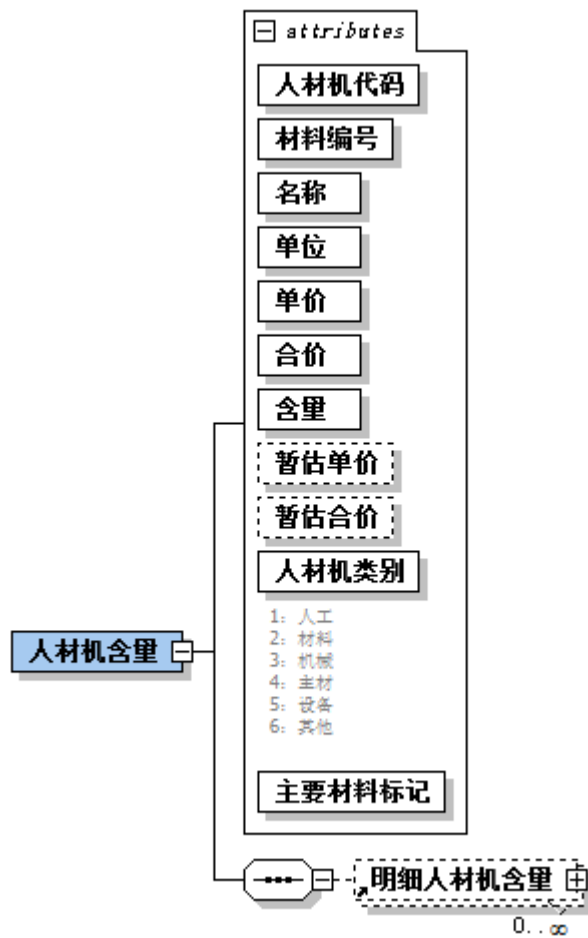 attributes
人材机代码
材料编号
名称
单位
单价
合价
含量
暂估单价
暂估合价
人材机类别
1：人工
2：材料
3：机械
4：主材
5：设备
6：其他
人材机含量
主要材料标记
明细人材机含量
0..∞